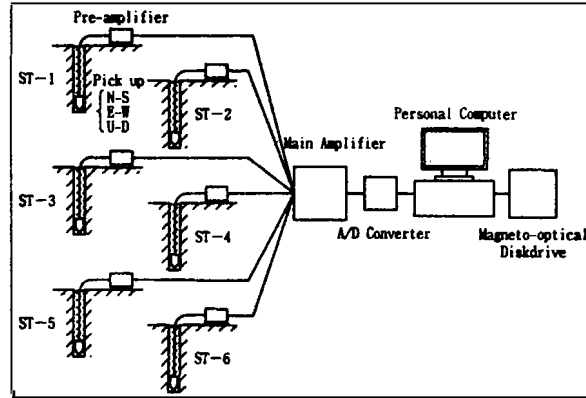 Pre-amplifier
ST-1
Pick up
N-S
E-W
U-D
ST-2
Main Amplifier
Personal Computer
ST-3
ST-4
A/D Converter
Magneto-optical
Diskdrive
ST-5
ST-6